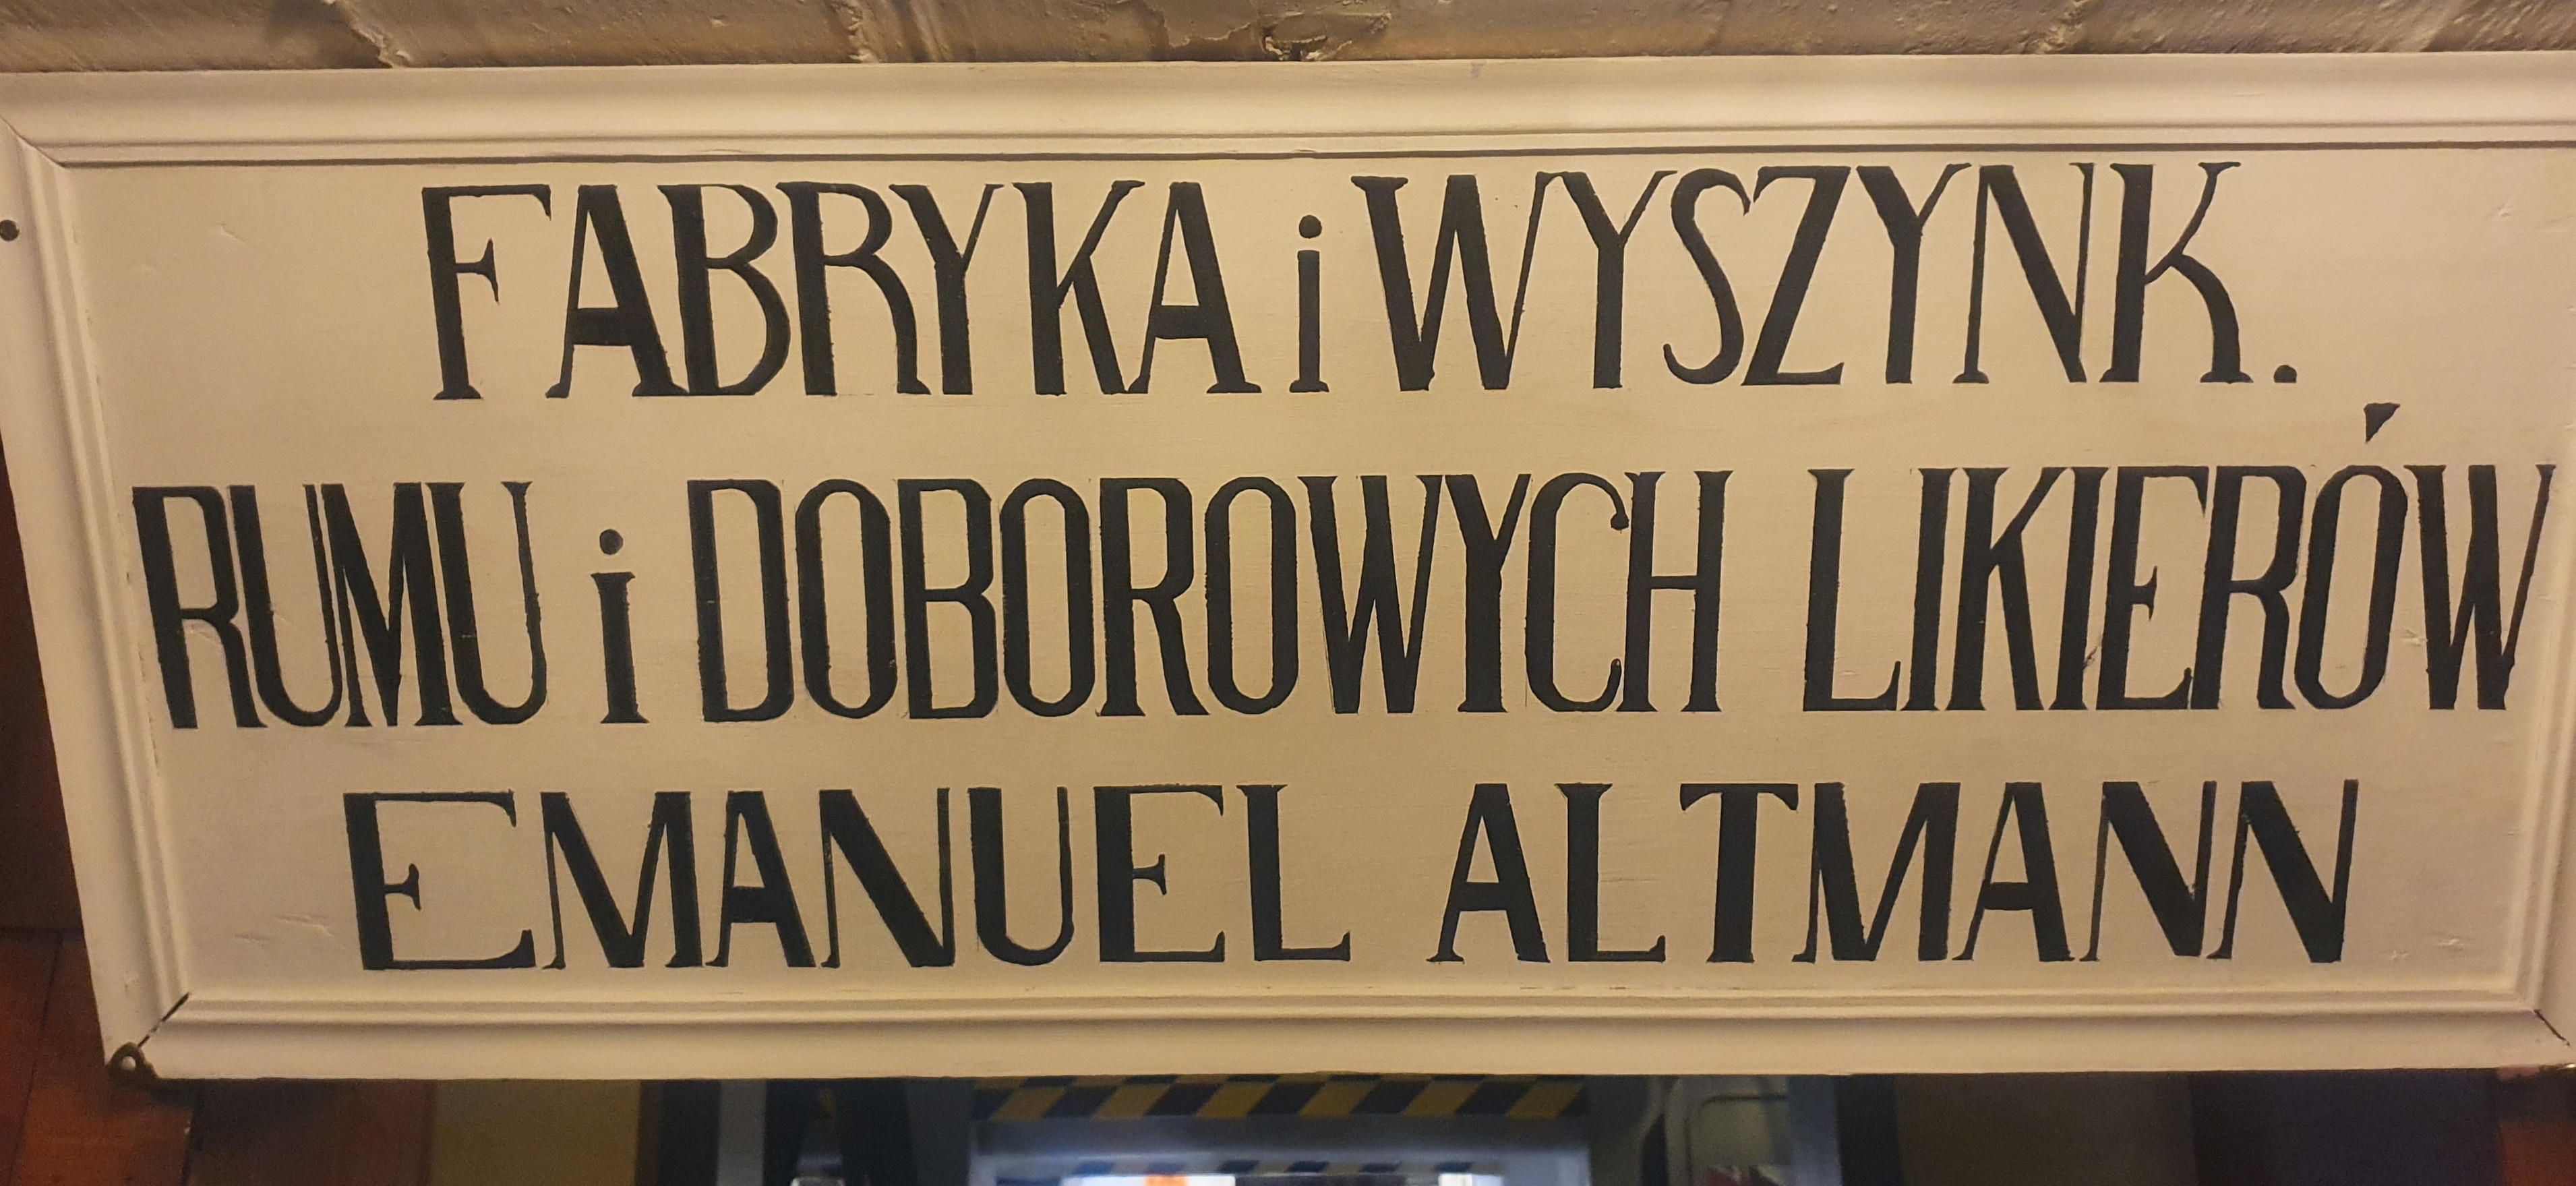 FABRYKA i WYSZYNK.
RUMU i DOBOROWYCH LIKIERÓW
EMANUEL ALTMANN